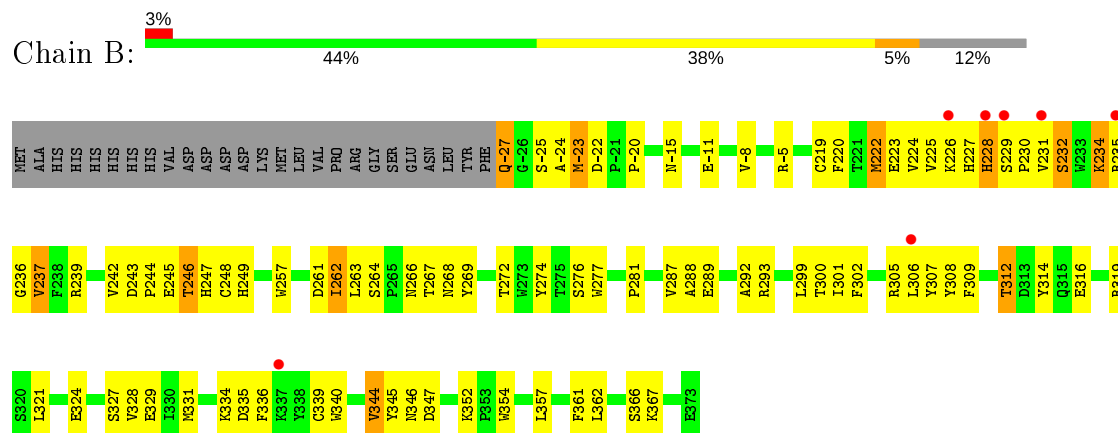 3%
Chain B:
44% 38% 5% 12%
MET ALA HIS HIS HIS HIS HIS HIS VAL ASP ASP ASP ASP LYS MET LEU VAL PRO ARG GLY SER GLU ASN LEU TYR PHE Q-27 G-26 S-25 A-24 M-23 D-22 P-21 P-20 N-15 E-11 V-8 R-5 C219 F220 T221 M222 E223 V224 V225 K226 H227 H228 S229 P230 V231 S232 W233 K234 R235
G236 V237 F238 R239 V242 D243 P244 E245 T246 H247 C248 H249 W257 D261 I262 L263 S264 P265 N266 T267 N268 Y269 T272 W273 Y274 T275 S276 W277 P281 V287 A288 E289 A292 R293 L299 T300 I301 F302 R305 L306 Y307 Y308 F309 T312 D313 Y314 Q315 E316 R319
S320 L321 E324 S327 V328 E329 I330 M331 K334 D335 F336 K337 Y338 C339 W340 V344 Y345 N346 D347 K352 P353 W354 L357 F361 L362 S366 K367 E373